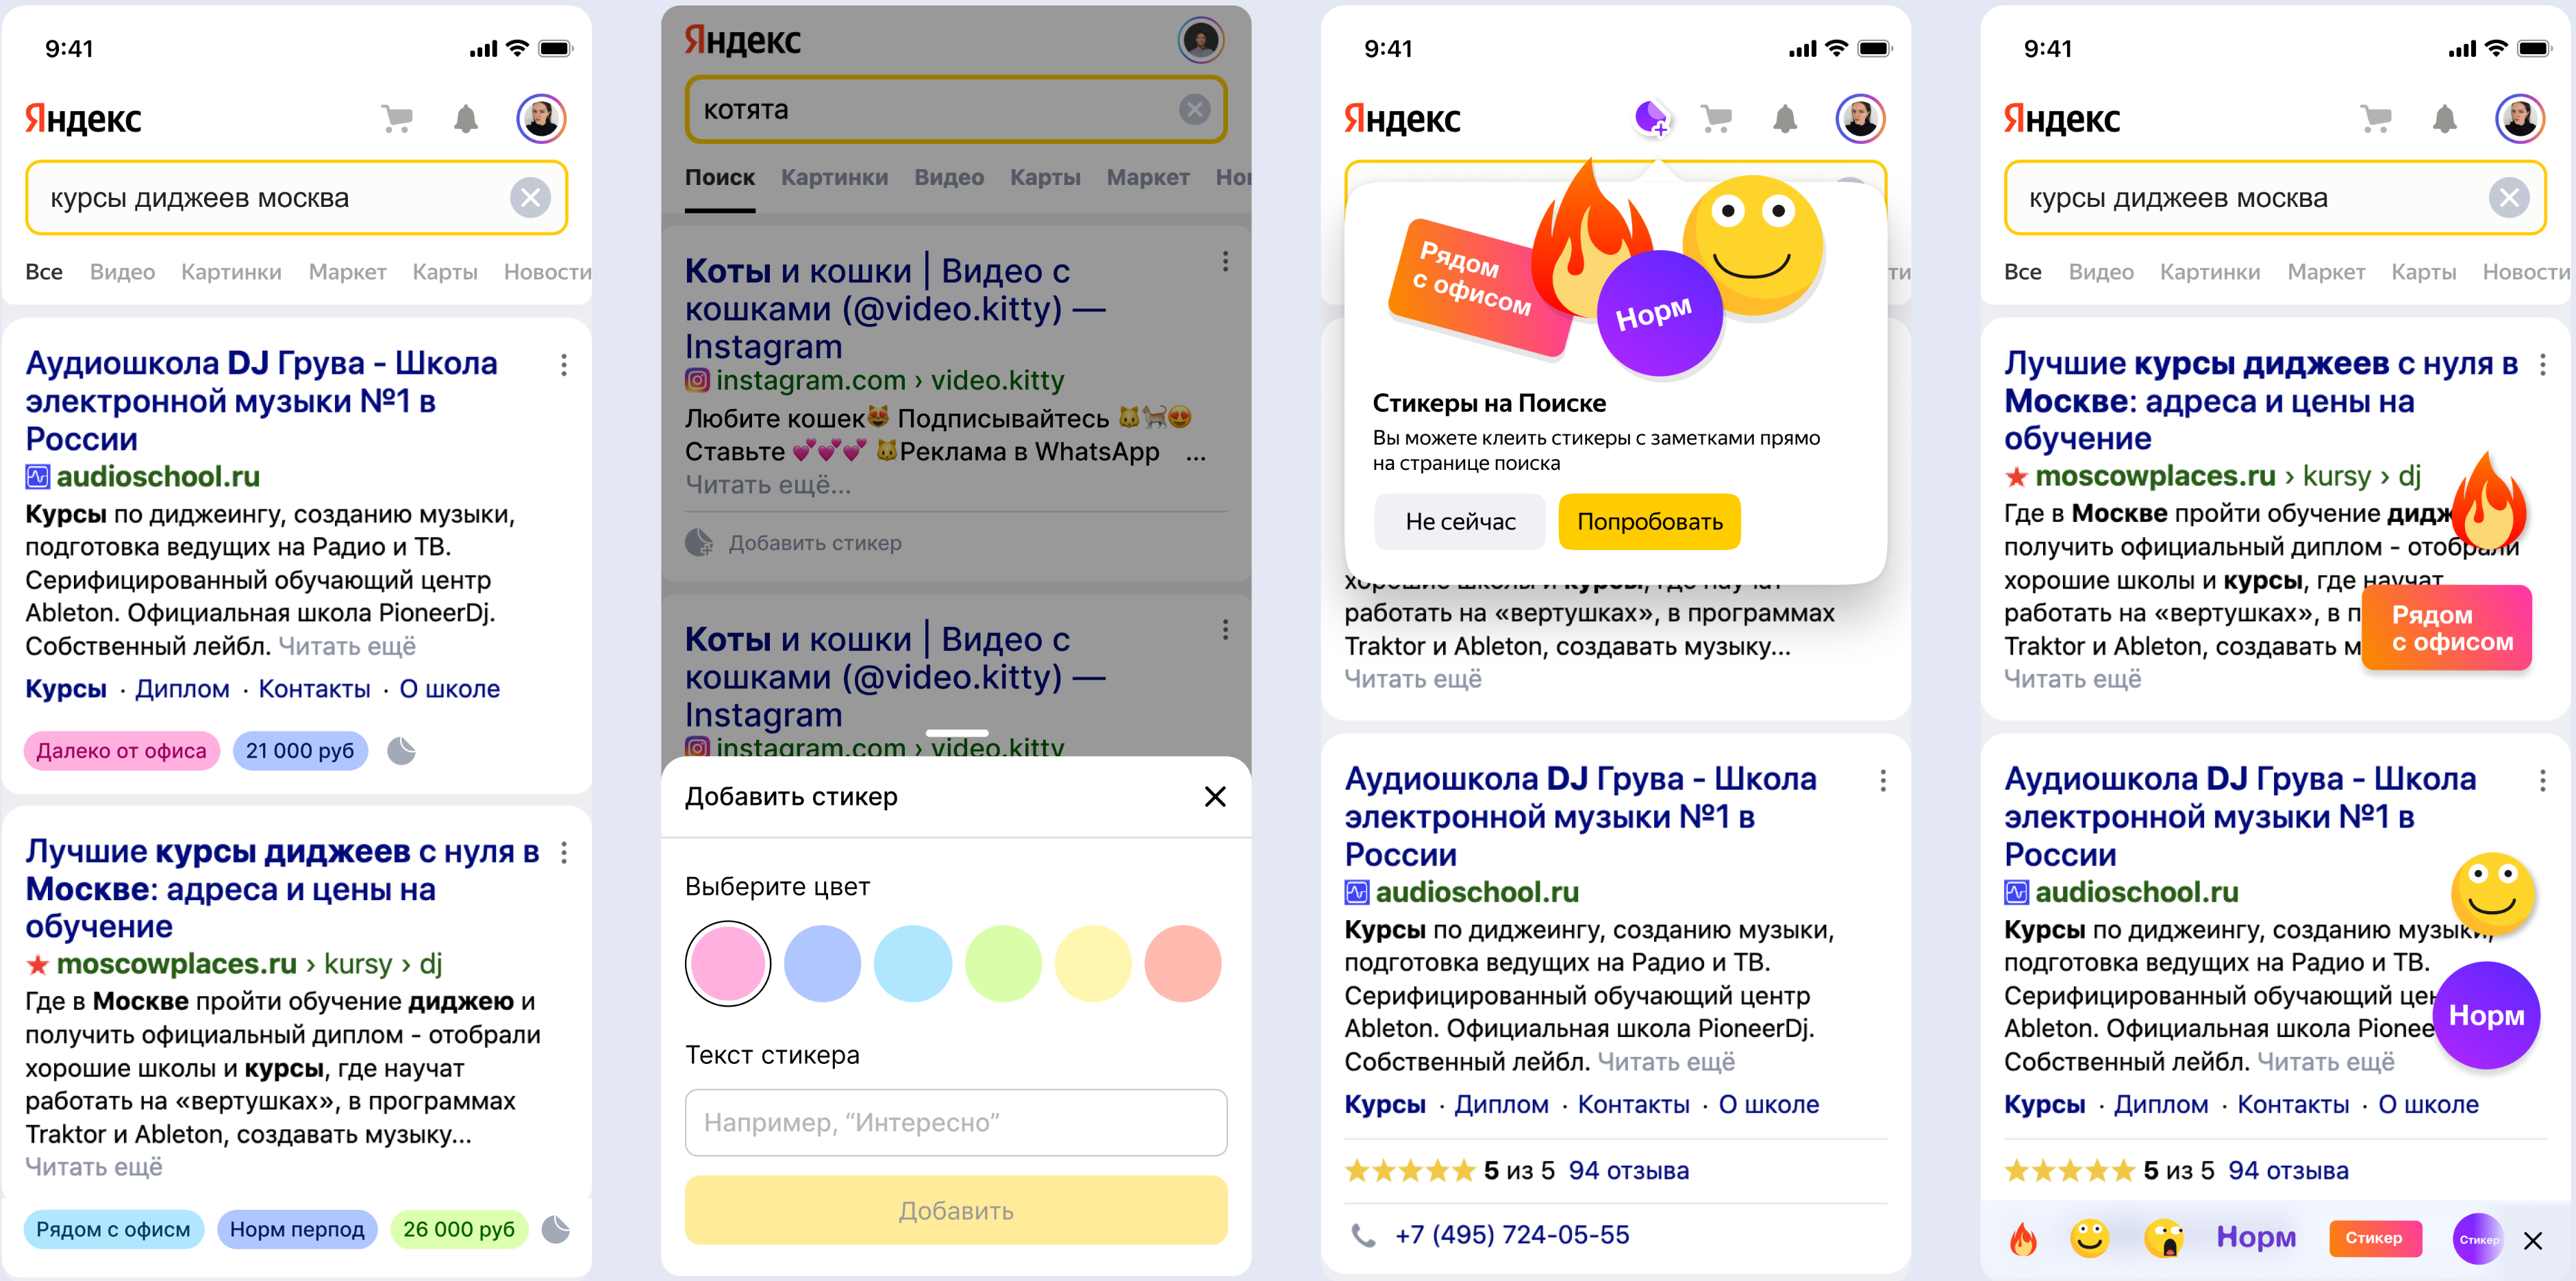 9:41
Яндекс
курсы диджеев москва
Все Видео Картинки Маркет Карты Новости
Аудиошкола DJ Грува - Школа
электронной музыки №1 в
России
audioschool.ru
Курсы по диджеингу, созданию музыки,
подготовка ведущих на Радио и ТВ.
Серифицированный обучающий центр
Ableton. Официальная школа PioneerDj.
Собственный лейбл. Читать ещё
Курсы · Диплом · Контакты · О школе
Далеко от офиса 21 000 руб
Лучшие курсы диджеев с нуля в
Москве: адреса и цены на
обучение
moscowplaces.ru › kursy › dj
Где в Москве пройти обучение диджею и
получить официальный диплом - отобрали
хорошие школы и курсы, где научат
работать на «вертушках», в программах
Traktor и Ableton, создавать музыку...
Читать ещё
Рядом с офисм Норм перпод 26 000 руб
Яндекс
котята
Поиск Картинки Видео Карты Маркет Но
Коты и кошки | Видео с
кошками (@video.kitty) —
Instagram
instagram.com › video.kitty
Любите кошек😻 Подписывайтесь 🐱🐈😍
Ставьте 💕💕💕 🐱Реклама в WhatsApp ...
Читать ещё...
Добавить стикер
Коты и кошки | Видео с
кошками (@video.kitty) —
Instagram
instagram.com › video.kitty
Добавить стикер
Выберите цвет
Текст стикера
Например, “Интересно”
Добавить
9:41
Яндекс
ти
Рядом
с офисом
Норм
Стикеры на Поиске
Вы можете клеить стикеры с заметками прямо
на странице поиска
Не сейчас Попробовать
хорошие школы и курсы, где научат
работать на «вертушках», в программах
Traktor и Ableton, создавать музыку...
Читать ещё
Аудиошкола DJ Грува - Школа
электронной музыки №1 в
России
audioschool.ru
Курсы по диджеингу, созданию музыки,
подготовка ведущих на Радио и ТВ.
Серифицированный обучающий центр
Ableton. Официальная школа PioneerDj.
Собственный лейбл. Читать ещё
Курсы · Диплом · Контакты · О школе
5 из 5 94 отзыва
+7 (495) 724-05-55
9:41
Яндекс
курсы диджеев москва
Все Видео Картинки Маркет Карты Новости
Лучшие курсы диджеев с нуля в
Москве: адреса и цены на
обучение
moscowplaces.ru › kursy › dj
Где в Москве пройти обучение дидж
получить официальный диплом - отобрали
хорошие школы и курсы, где научат
работать на «вертушках», в п
Traktor и Ableton, создавать м
Читать ещё
Рядом
с офисом
Аудиошкола DJ Грува - Школа
электронной музыки №1 в
России
audioschool.ru
Курсы по диджеингу, созданию музыки,
подготовка ведущих на Радио и ТВ.
Серифицированный обучающий цен
Ableton. Официальная школа Pionee
Собственный лейбл. Читать ещё
Норм
Курсы · Диплом · Контакты · О школе
5 из 5 94 отзыва
Норм Стикер Стикер